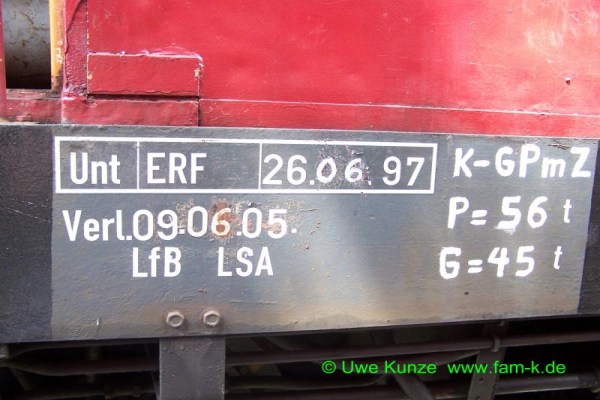 Unt ERF 26.06.97 K-GPmZ
Verl.09.06.05. P=56 t
LfB LSA G=45 t
© Uwe Kunze www.fam-k.de